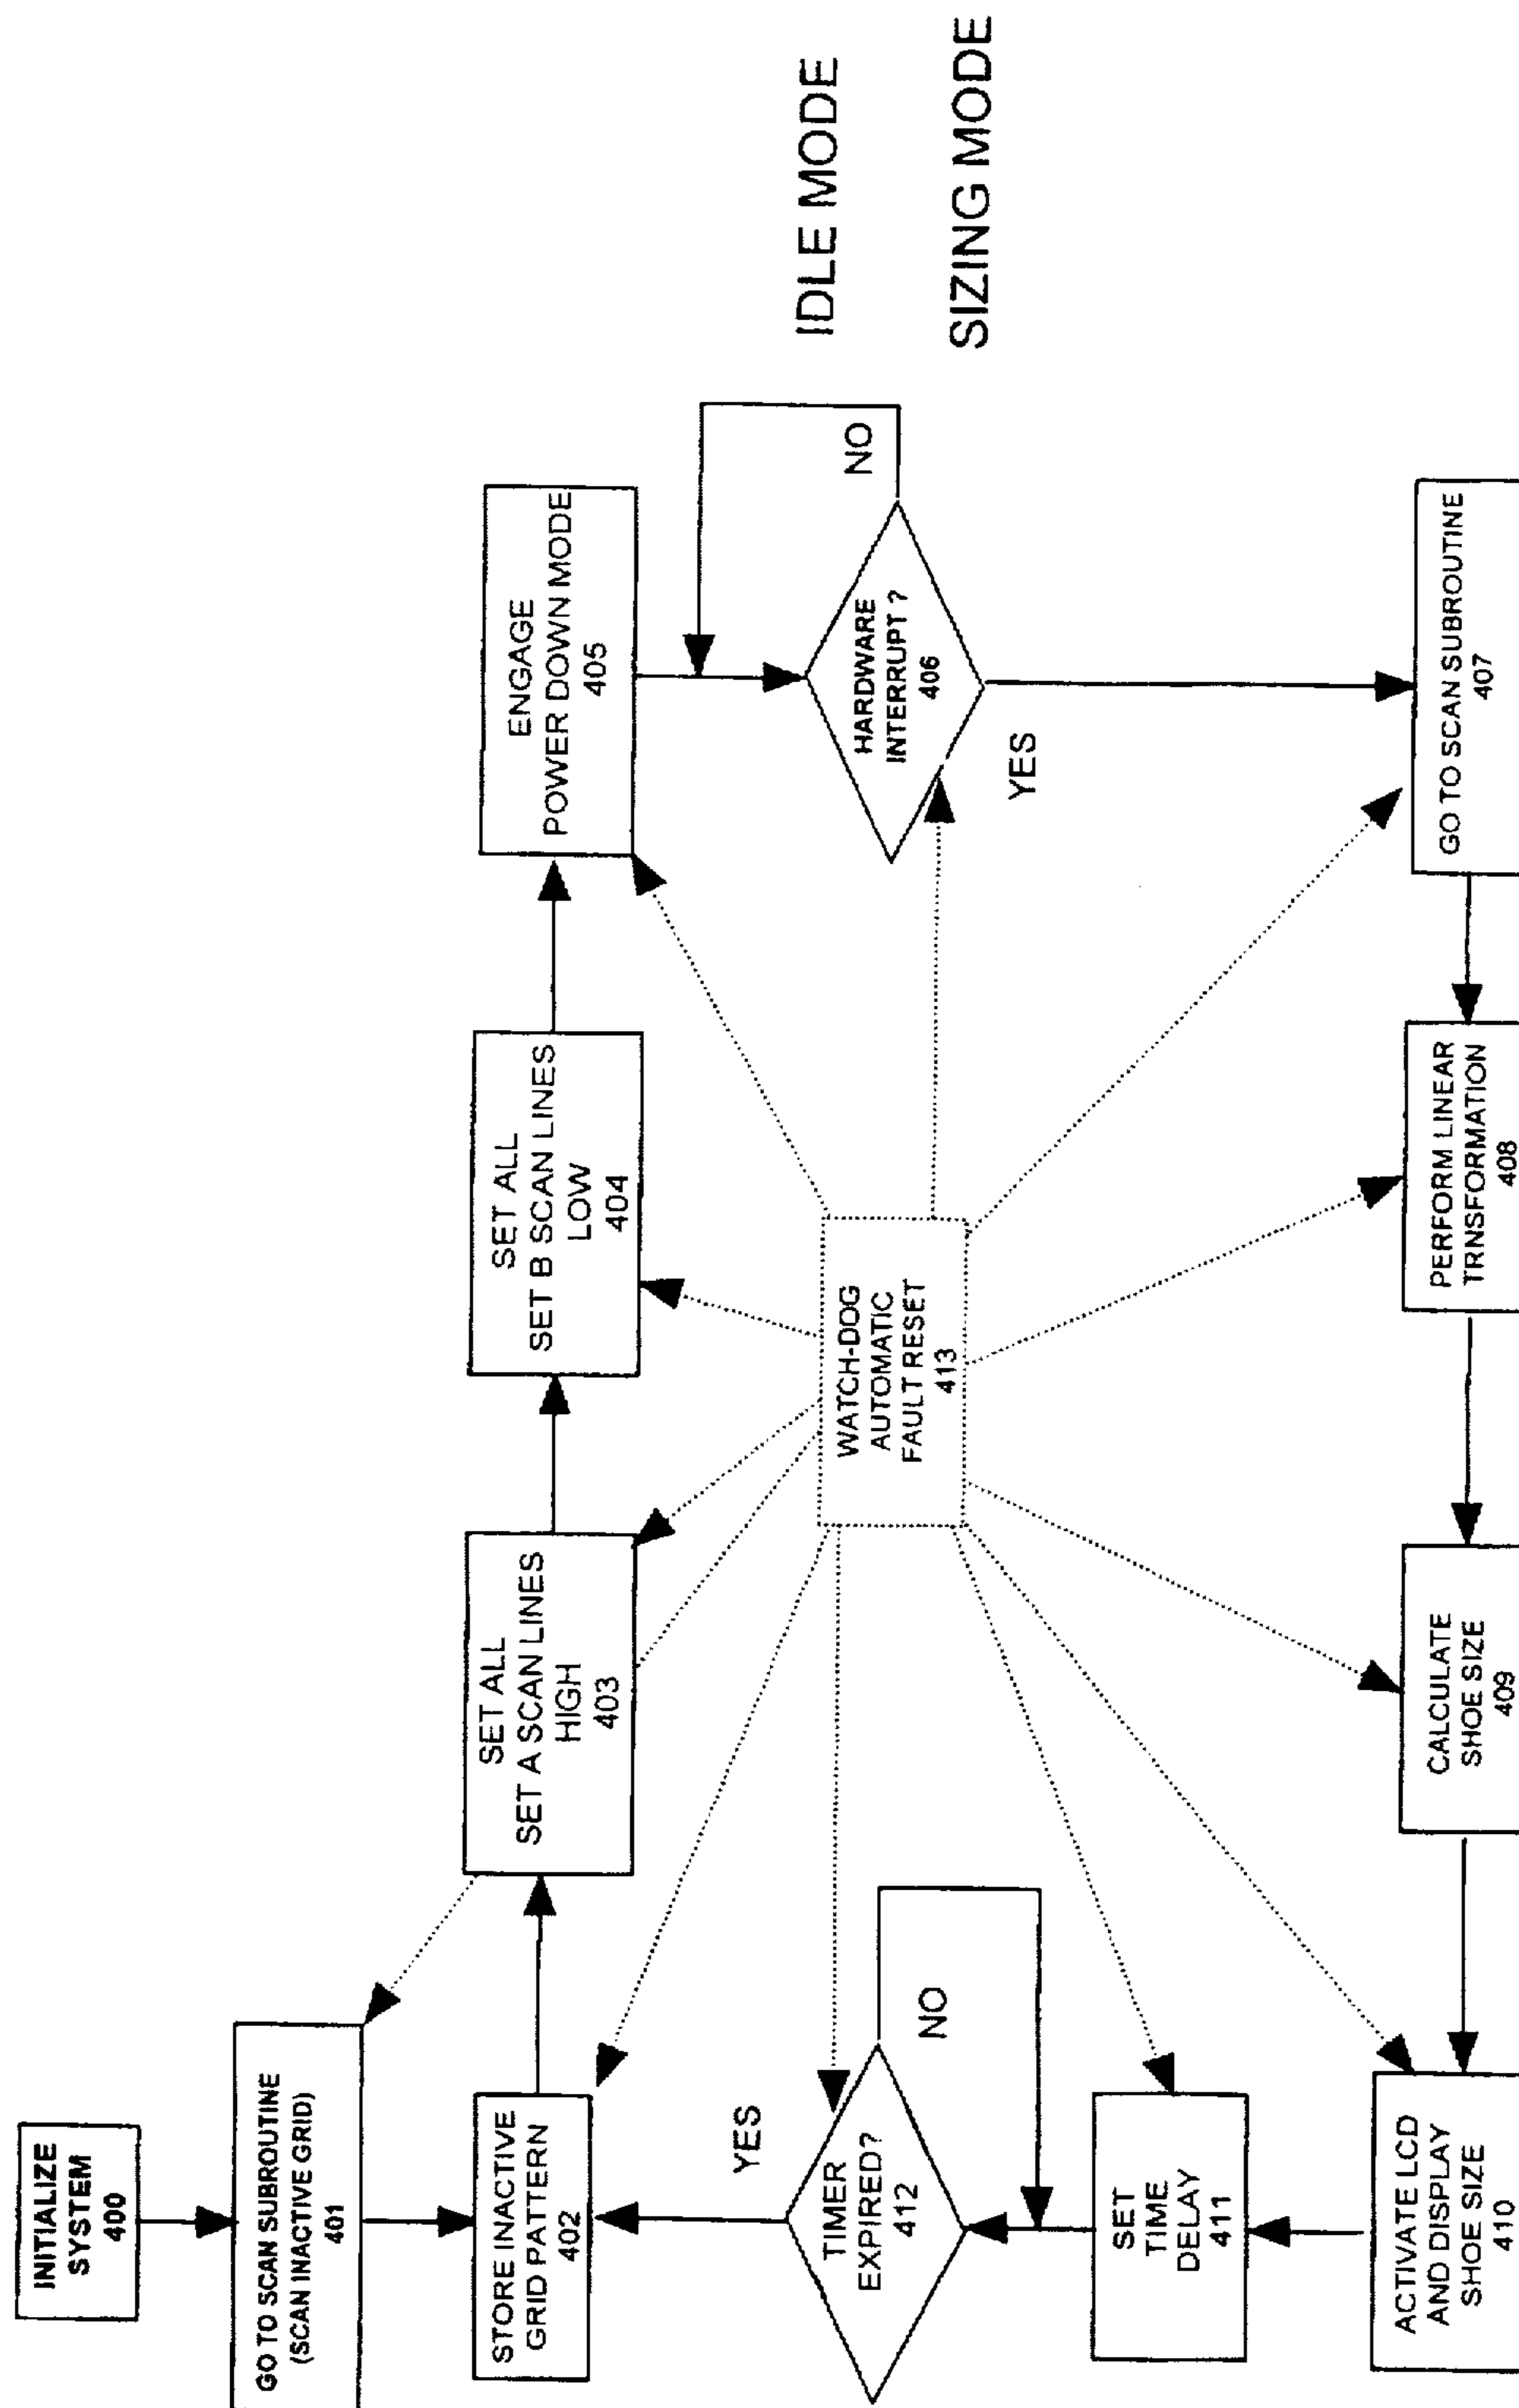 INITIALIZE
SYSTEM
400
GO TO SCAN SUBROUTINE
(SCAN INACTIVE GRID)
401
STORE INACTIVE
GRID PATTERN
402
SET ALL
SET A SCAN LINES
HIGH
403
SET ALL
SET B SCAN LINES
LOW
404
ENGAGE
POWER DOWN MODE
405
NO
HARDWARE
INTERRUPT ?
406
YES
IDLE MODE
SIZING MODE
WATCH-DOG
AUTOMATIC
FAULT RESET
413
YES
TIMER
EXPIRED?
412
NO
SET
TIME
DELAY
411
GO TO SCAN SUBROUTINE
407
PERFORM LINEAR
TRNSFORMATION
408
CALCULATE
SHOE SIZE
409
ACTIVATE LCD
AND DISPLAY
SHOE SIZE
410